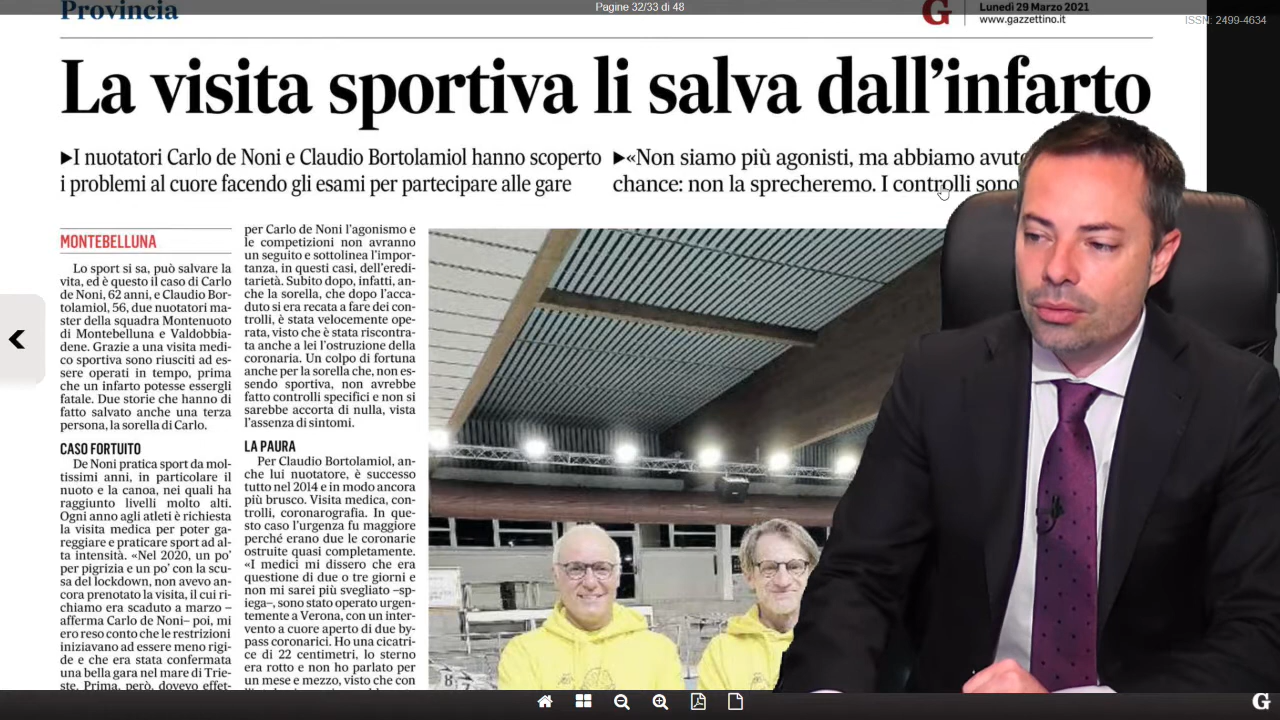 Pagine 32/33 di 48
Provincia
G
Lunedì 29 Marzo 2021
www.gazzettino.it
ISSN: 2499-4634
La visita sportiva li salva dall'infarto
▶I nuotatori Carlo de Noni e Claudio Bortolamiol hanno scoperto
i problemi al cuore facendo gli esami per partecipare alle gare
▶«Non siamo più agonisti, ma abbiamo
chance: non la sprecheremo. I controlli sono
MONTEBELLUNA
Lo sport si sa, può salvare la
vita, ed è questo il caso di Carlo
de Noni, 62 anni, e Claudio Bor-
tolamiol, 56, due nuotatori ma-
ster della squadra Montenuoto
di Montebelluna e Valdobbia-
dene. Grazie a una visita medi-
co sportiva sono riusciti ad es-
sere operati in tempo, prima
che un infarto potesse essergli
fatale. Due storie che hanno di
fatto salvato anche una terza
persona, la sorella di Carlo.
CASO FORTUITO
De Noni pratica sport da mol-
tissimi anni, in particolare il
nuoto e la canoa, nei quali ha
raggiunto livelli molto alti.
Ogni anno agli atleti è richiesta
la visita medica per poter ga-
reggiare e praticare sport ad al-
ta intensità. «Nel 2020, un po'
per pigrizia e un po' con la scu-
sa del lockdown, non avevo an-
cora prenotato la visita, il cui ri-
chiamo era scaduto a marzo –
afferma Carlo de Noni– poi, mi
ero reso conto che le restrizioni
iniziavano ad essere meno rigi-
de e che era stata confermata
una bella gara nel mare di Trie-
ste. Prima, però, dovevo effet-
per Carlo de Noni l'agonismo e
le competizioni non avranno
un seguito e sottolinea l'impor-
tanza, in questi casi, dell'eredi-
tarietà. Subito dopo, infatti, an-
che la sorella, che dopo l'acca-
duto si era recata a fare dei con-
trolli, è stata velocemente ope-
rata, visto che è stata riscontra-
ta anche a lei l'ostruzione della
coronaria. Un colpo di fortuna
anche per la sorella che, non es-
sendo sportiva, non avrebbe
fatto controlli specifici e non si
sarebbe accorta di nulla, vista
l'assenza di sintomi.
LA PAURA
Per Claudio Bortolamiol, an-
che lui nuotatore, è successo
tutto nel 2014 e in modo ancora
più brusco. Visita medica, con-
trolli, coronarografia. In que-
sto caso l'urgenza fu maggiore
perché erano due le coronarie
ostruite quasi completamente.
«I medici mi dissero che era
questione di due o tre giorni e
non mi sarei più svegliato –spie-
ga–, sono stato operato urgen-
temente a Verona, con un inter-
vento a cuore aperto di due by-
pass coronarici. Ho una cicatri-
ce di 22 centimetri, lo sterno
era rotto e non ho parlato per
un mese e mezzo, visto che con
G